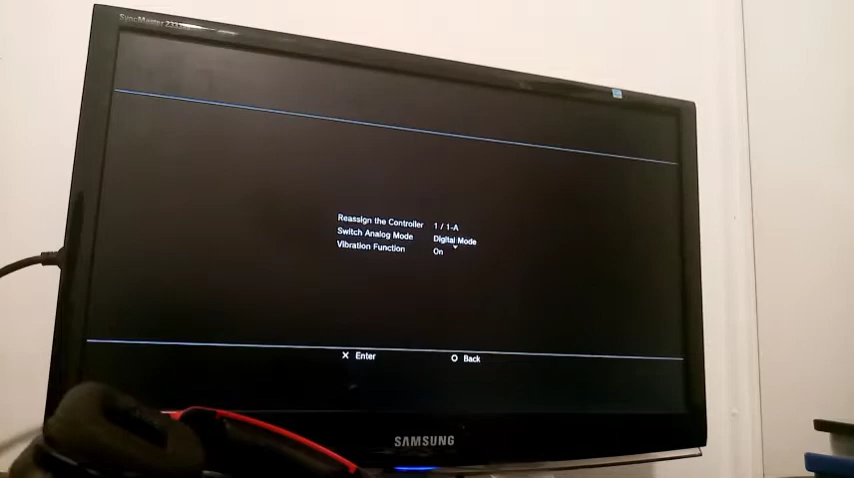 SyncMaster
Reassign the Controller 1 / 1-A
Switch Analog Mode Digital Mode
Vibration Function On
X Enter O Back
SAMSUNG